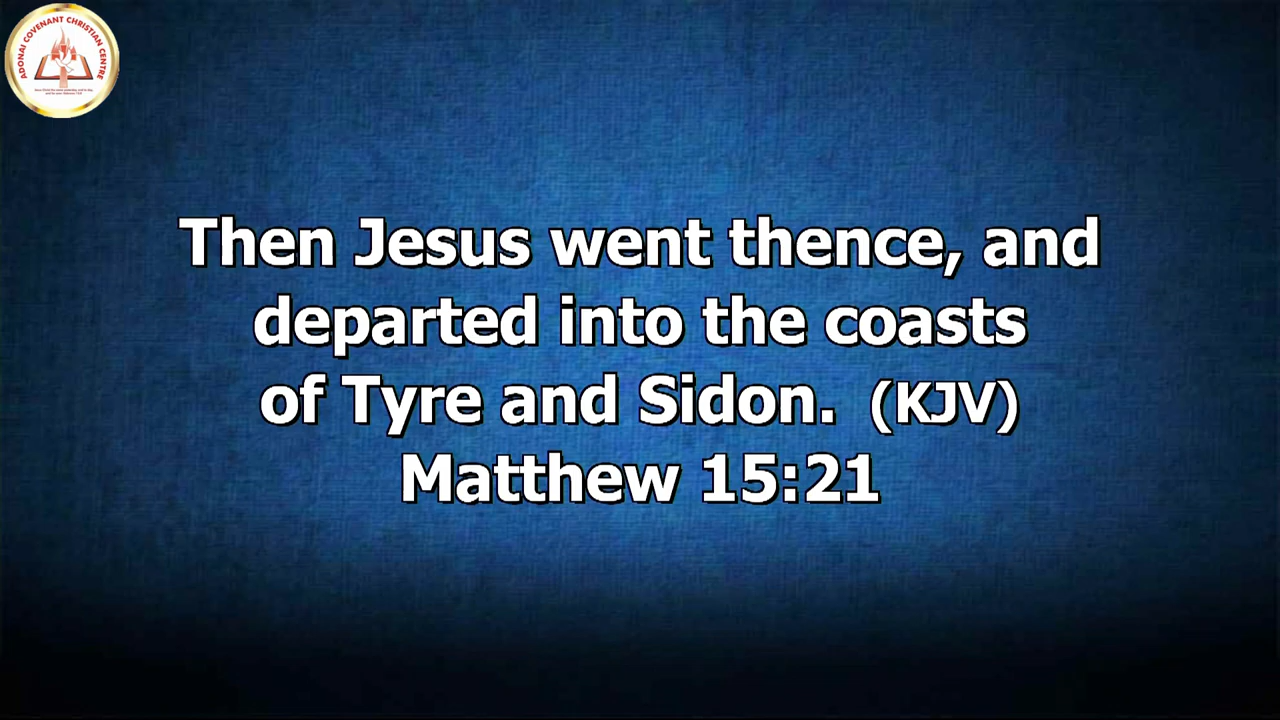 ADONAI COVENANT CHRISTIAN CENTRE
Then Jesus went thence, and
departed into the coasts
of Tyre and Sidon. (KJV)
Matthew 15:21